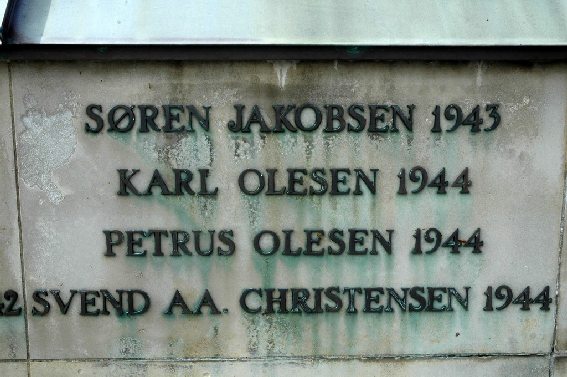 SØREN JAKOBSEN 1943
KARL OLESEN 1944
PETRUS OLESEN 1944
SVEND AA. CHRISTENSEN 1944